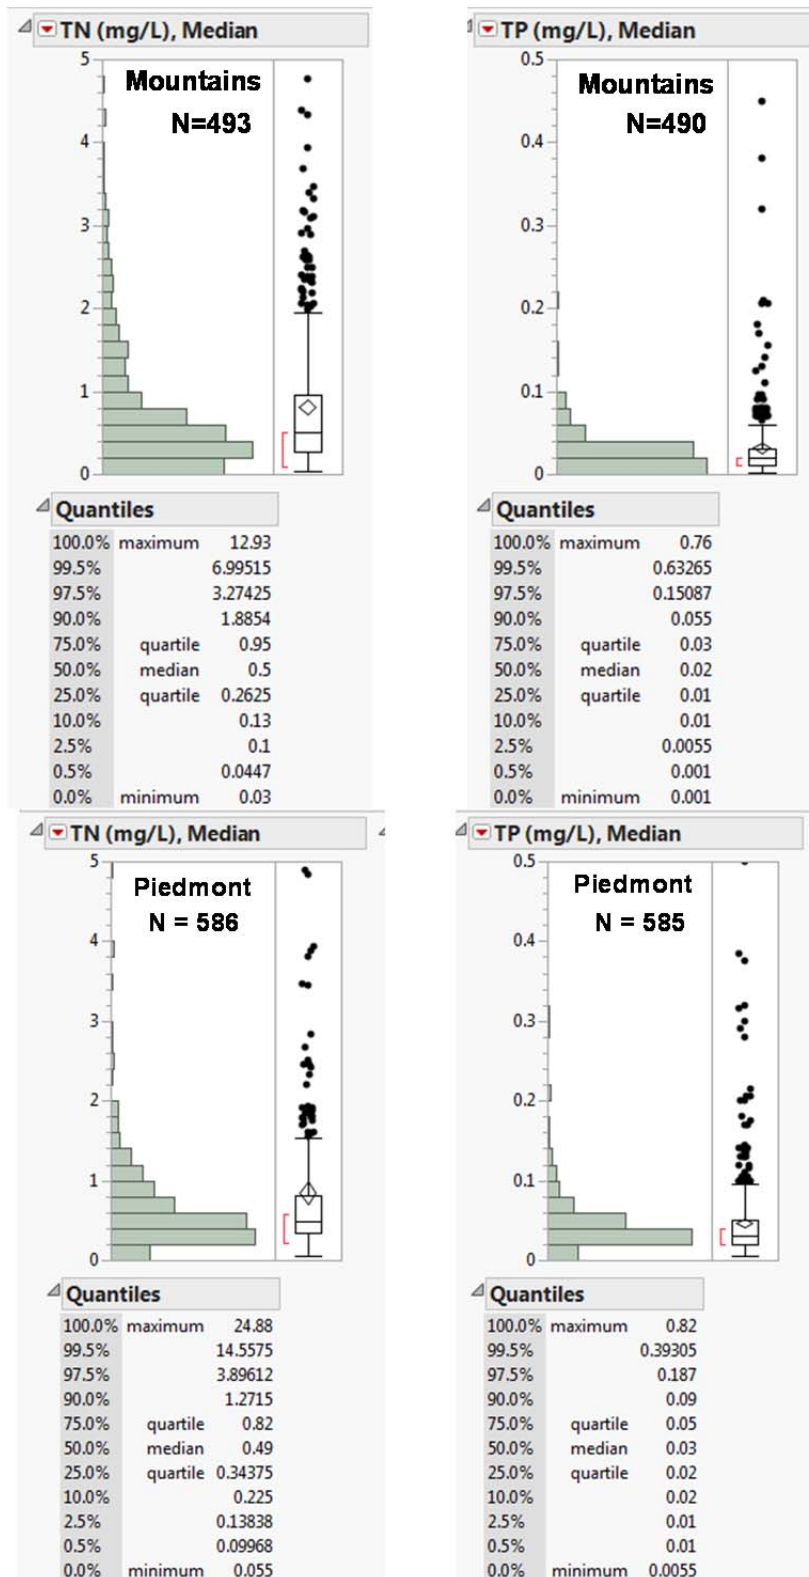 TN (mg/L), Median
5
4
3
2
1
0
Mountains
N=493
Quantiles
100.0% maximum 12.93
99.5% 6.99515
97.5% 3.27425
90.0% 1.8854
75.0% quartile 0.95
50.0% median 0.5
25.0% quartile 0.2625
10.0% 0.13
2.5% 0.1
0.5% 0.0447
0.0% minimum 0.03
TP (mg/L), Median
0.5
0.4
0.3
0.2
0.1
0
Mountains
N=490
Quantiles
100.0% maximum 0.76
99.5% 0.63265
97.5% 0.15087
90.0% 0.055
75.0% quartile 0.03
50.0% median 0.02
25.0% quartile 0.01
10.0% 0.01
2.5% 0.0055
0.5% 0.001
0.0% minimum 0.001
TN (mg/L), Median
5
4
3
2
1
0
Piedmont
N = 586
Quantiles
100.0% maximum 24.88
99.5% 14.5575
97.5% 3.89612
90.0% 1.2715
75.0% quartile 0.82
50.0% median 0.49
25.0% quartile 0.34375
10.0% 0.225
2.5% 0.13838
0.5% 0.09968
0.0% minimum 0.055
TP (mg/L), Median
0.5
0.4
0.3
0.2
0.1
0
Piedmont
N = 585
Quantiles
100.0% maximum 0.82
99.5% 0.39305
97.5% 0.187
90.0% 0.09
75.0% quartile 0.05
50.0% median 0.03
25.0% quartile 0.02
10.0% 0.02
2.5% 0.01
0.5% 0.01
0.0% minimum 0.0055